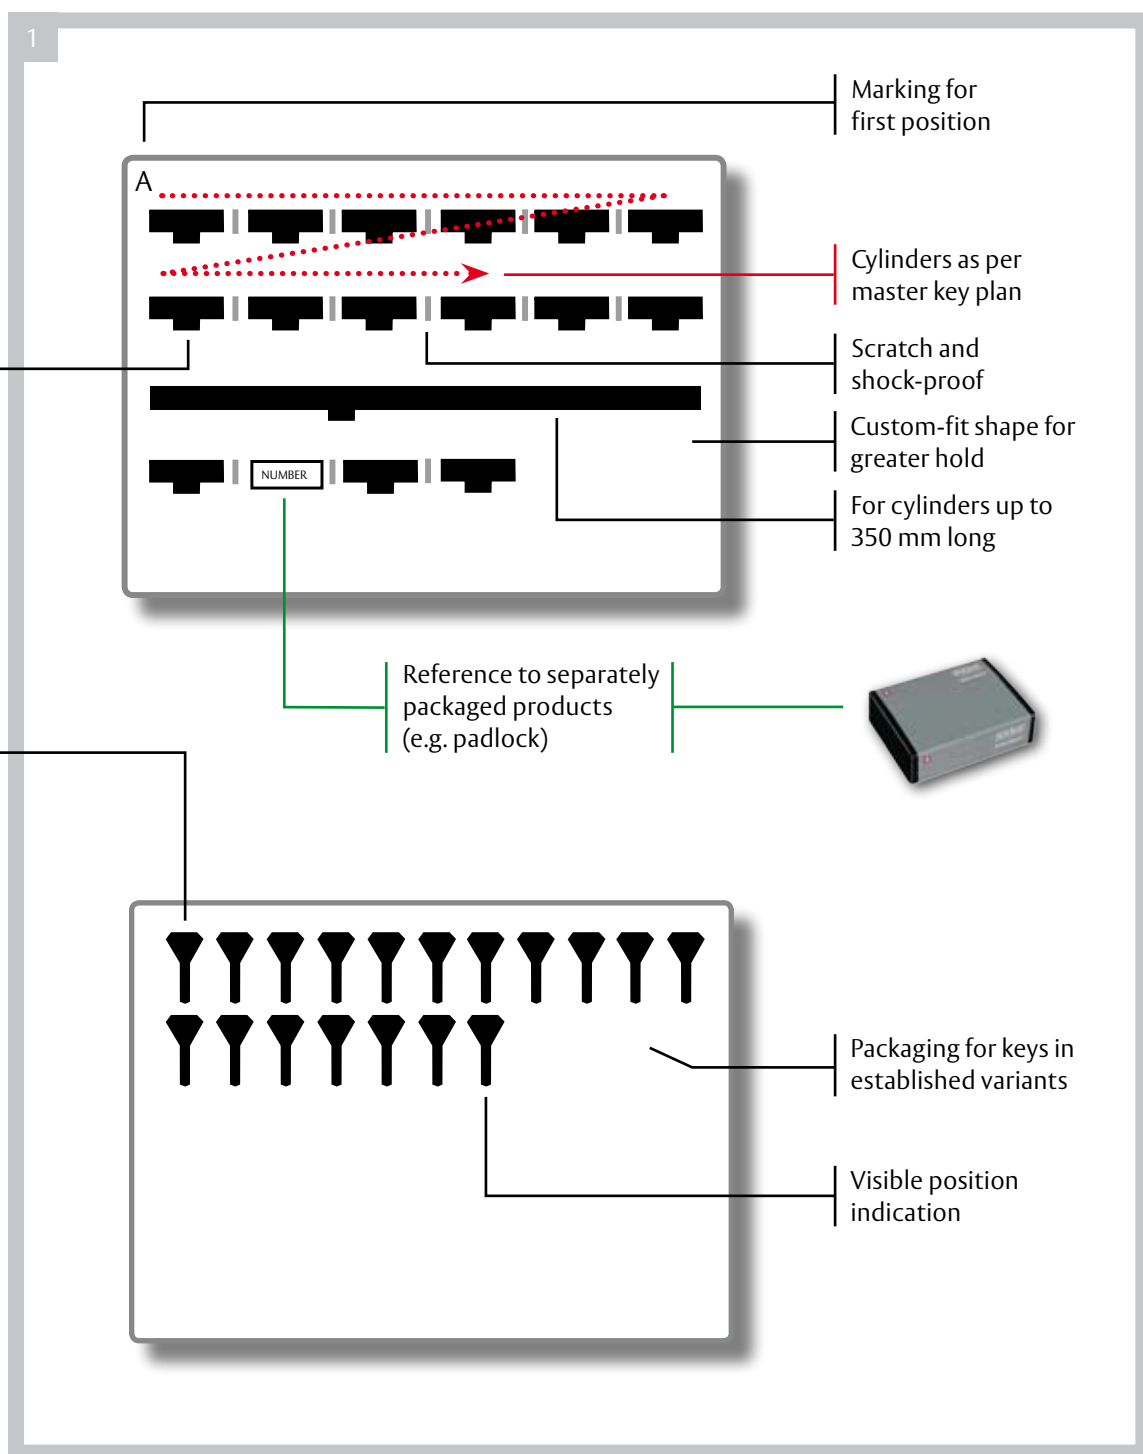 1
Marking for
first position
A
Cylinders as per
master key plan
Scratch and
shock-proof
Custom-fit shape for
greater hold
NUMBER
For cylinders up to
350 mm long
Reference to separately
packaged products
(e.g. padlock)
Packaging for keys in
established variants
Visible position
indication